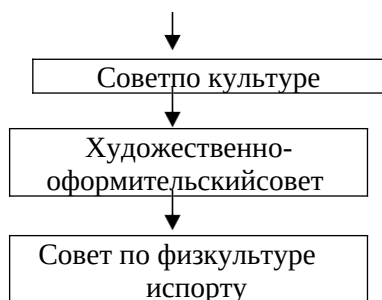 Советпо культуре
Художественно-
оформительскийсовет
Совет по физкультуре
испорту